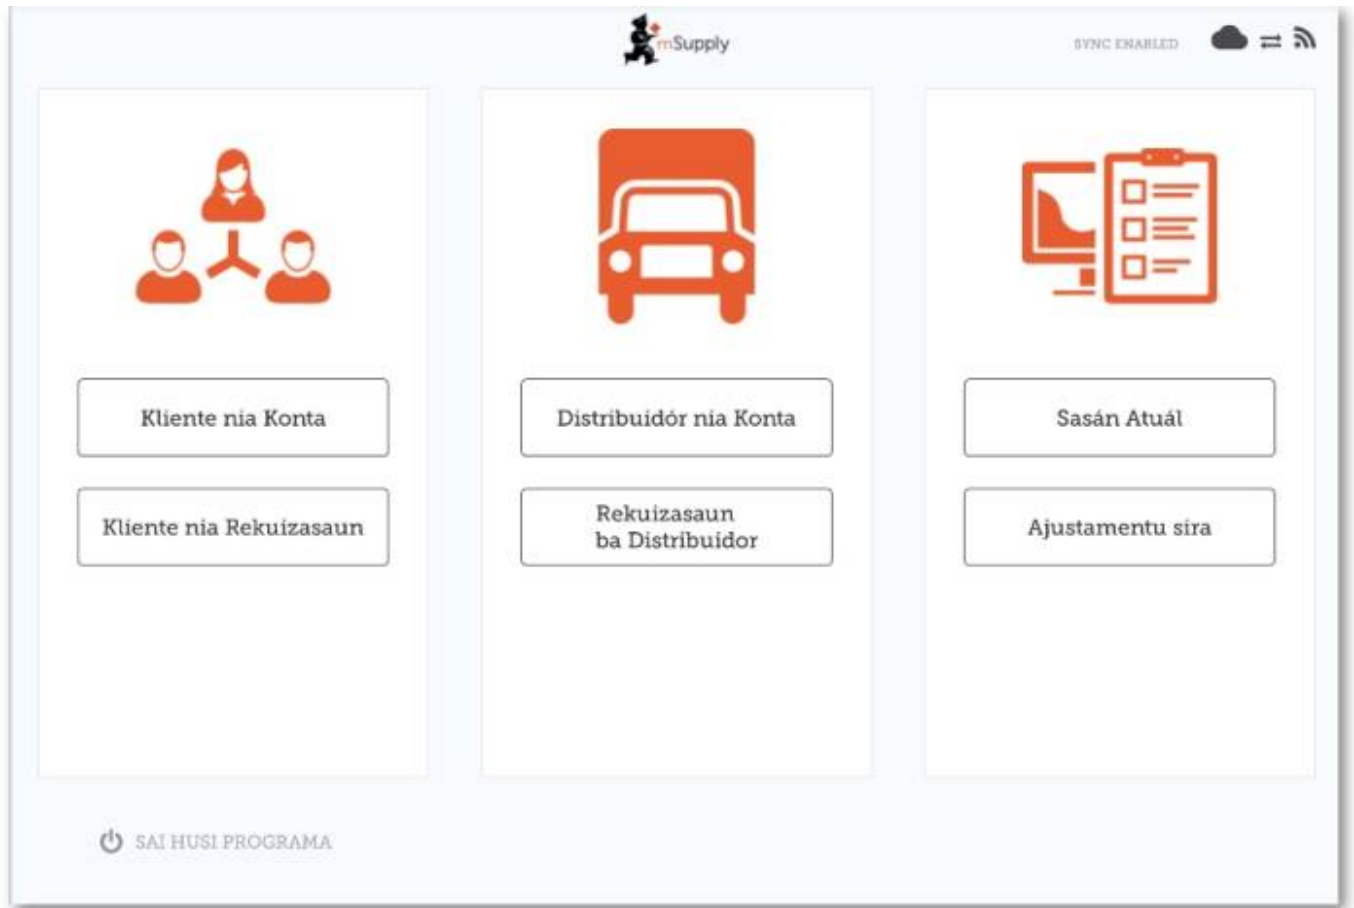 mSupply
SYNC ENABLED
Kliente nia Konta
Kliente nia Rekuizasaun
Distribuidór nia Konta
Rekuizasaun
ba Distribuidor
Sasán Atuál
Ajustamentu sira
SAI HUSI PROGRAMA